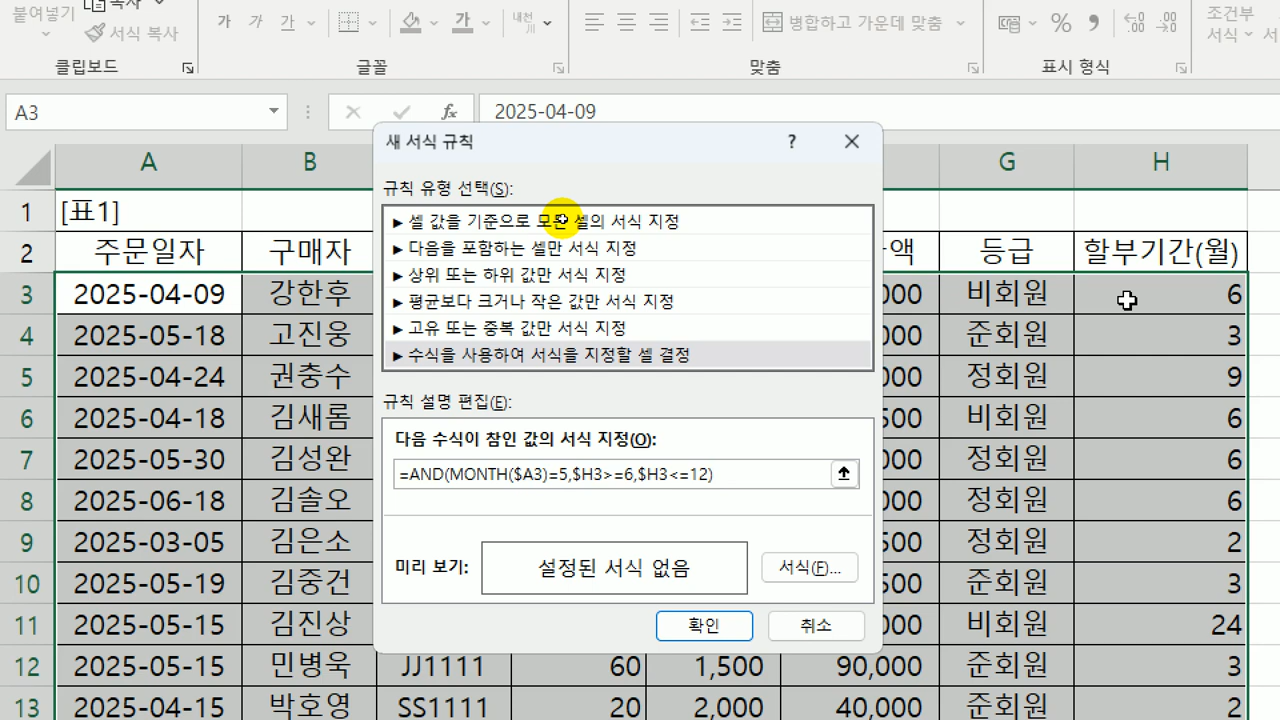 붙여넣기 복사
서식 복사
클립보드
가 가 간 가 내천
글꼴
병합하고 가운데 맞춤
맞춤
% 9 .00
표시 형식
조건부
서식 서
A3 fx 2025-04-09
새 서식 규칙 ?
규칙 유형 선택(S):
▶ 셀 값을 기준으로 모든 셀의 서식 지정
▶ 다음을 포함하는 셀만 서식 지정
▶ 상위 또는 하위 값만 서식 지정
▶ 평균보다 크거나 작은 값만 서식 지정
▶ 고유 또는 중복 값만 서식 지정
▶ 수식을 사용하여 서식을 지정할 셀 결정
규칙 설명 편집(E):
다음 수식이 참인 값의 서식 지정(O):
=AND(MONTH($A3)=5,$H3>=6,$H3<=12)
미리 보기: 설정된 서식 없음 서식(F)...
확인 취소
A B G H
1 [표1]
2 주문일자 구매자 액 등급 할부기간(월)
3 2025-04-09 강한후 000 비회원 6
4 2025-05-18 고진웅 000 준회원 3
5 2025-04-24 권충수 000 정회원 9
6 2025-04-18 김새롬 500 비회원 6
7 2025-05-30 김성완 000 정회원 6
8 2025-06-18 김솔오 500 정회원 6
9 2025-03-05 김은소 500 정회원 2
10 2025-05-19 김중건 500 준회원 3
11 2025-05-15 김진상 000 비회원 24
12 2025-05-15 민병욱 JJ1111 60 1,500 90,000 준회원 3
13 2025-04-15 박호영 SS1111 20 2,000 40,000 준회원 2